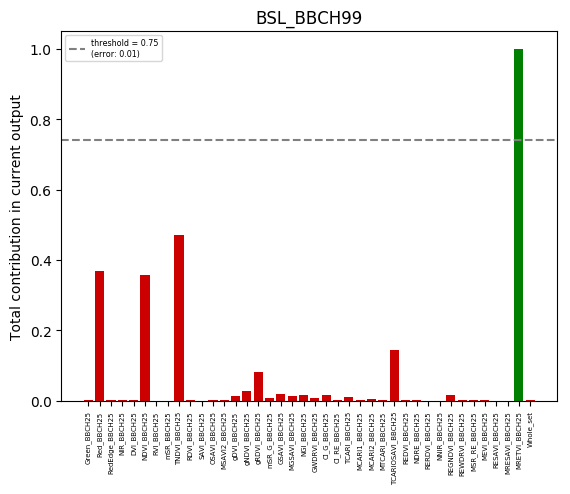 BSL_BBCH99
threshold = 0.75
(error: 0.01)
Total contribution in current output
1.0
0.8
0.6
0.4
0.2
0.0
Green_BBCH25
Red_BBCH25
RedEdge_BBCH25
NIR_BBCH25
DVI_BBCH25
NDVI_BBCH25
RVI_BBCH25
mSR_BBCH25
TNDVI_BBCH25
RDVI_BBCH25
SAVI_BBCH25
OSAVI_BBCH25
MSAVI2_BBCH25
gDVI_BBCH25
gNDVI_BBCH25
gRDVI_BBCH25
mSR_G_BBCH25
GSAVI_BBCH25
MGSAVI_BBCH25
NGI_BBCH25
GWDRVI_BBCH25
CI_G_BBCH25
CI_RE_BBCH25
TCARI_BBCH25
MCARI1_BBCH25
MCARI2_BBCH25
MTCARI_BBCH25
TCARIOSAVI_BBCH25
REDVI_BBCH25
NDRE_BBCH25
RERDVI_BBCH25
NNIR_BBCH25
REGNDVI_BBCH25
REWDRVI_BBCH25
MSR_RE_BBCH25
MEVI_BBCH25
RESAVI_BBCH25
MRESAVI_BBCH25
MRETVI_BBCH25
Whole_set